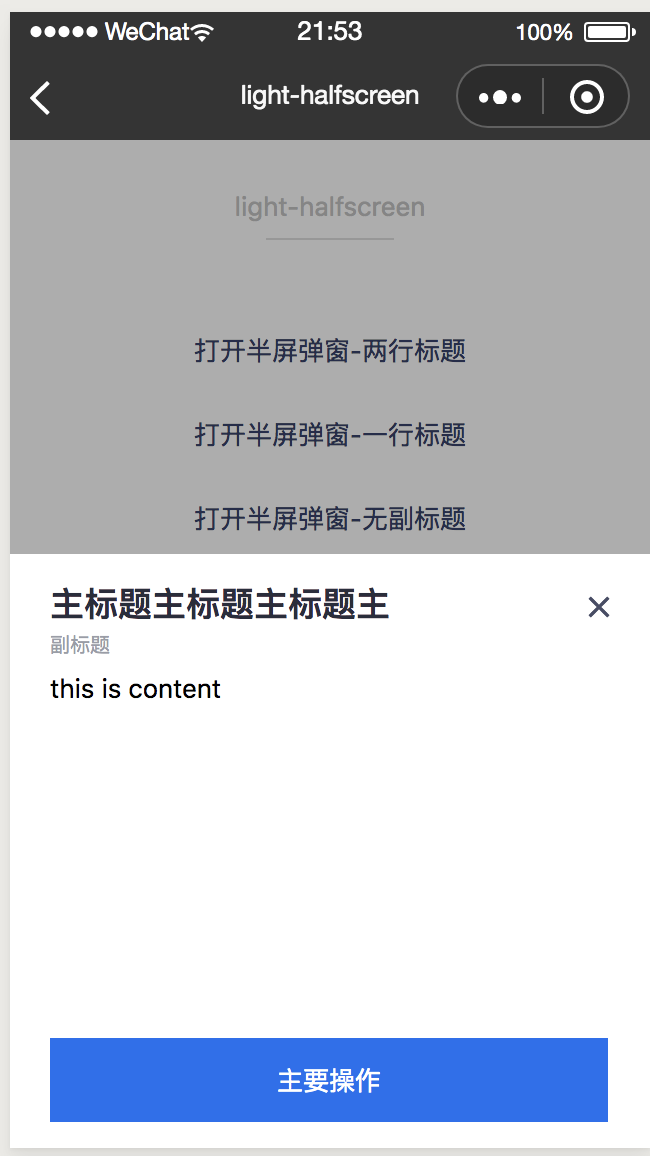 WeChat 21:53 100%
light-halfscreen
light-halfscreen
打开半屏弹窗-两行标题
打开半屏弹窗-一行标题
打开半屏弹窗-无副标题
主标题主标题主标题主
副标题
this is content
主要操作